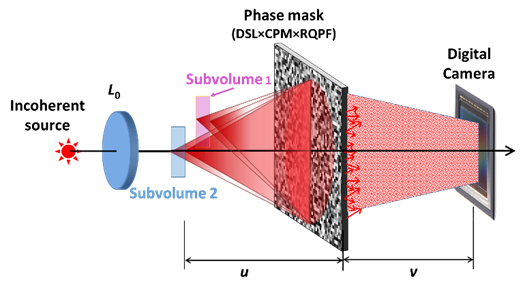 Phase mask
(DSL×CPM×RQPF)
Digital
Camera
Subvolume 1
L0
Incoherent
source
Subvolume 2
u
v